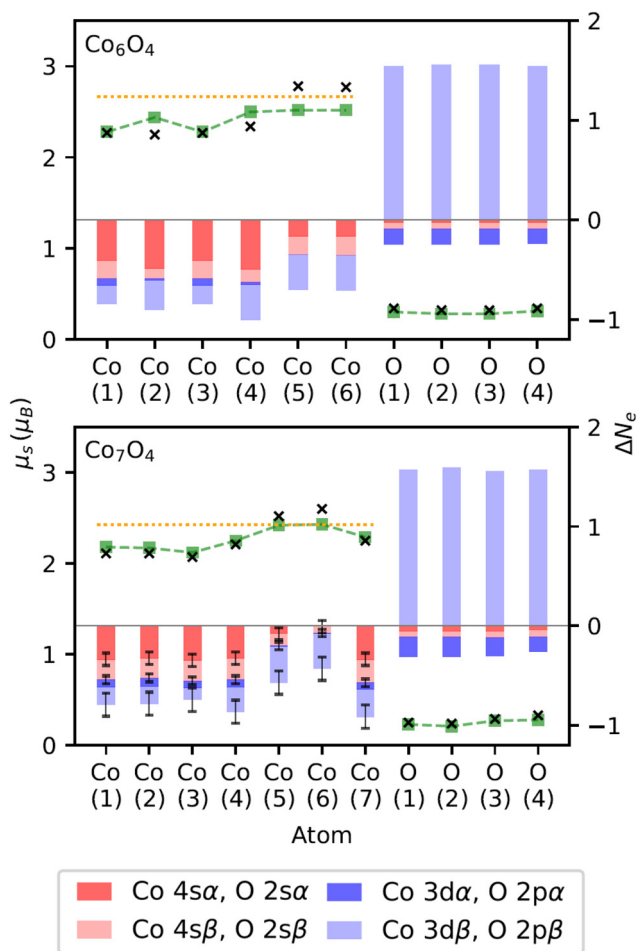 Co₆O₄
3
2
1
0
2
1
0
−1
Co Co Co Co Co Co O O O O
(1) (2) (3) (4) (5) (6) (1) (2) (3) (4)
μₛ (μ_B)
ΔNₑ
Co₇O₄
3
2
1
0
2
1
0
−1
Co Co Co Co Co Co Co O O O O
(1) (2) (3) (4) (5) (6) (7) (1) (2) (3) (4)
Atom
Co 4sα, O 2sα
Co 3dα, O 2pα
Co 4sβ, O 2sβ
Co 3dβ, O 2pβ